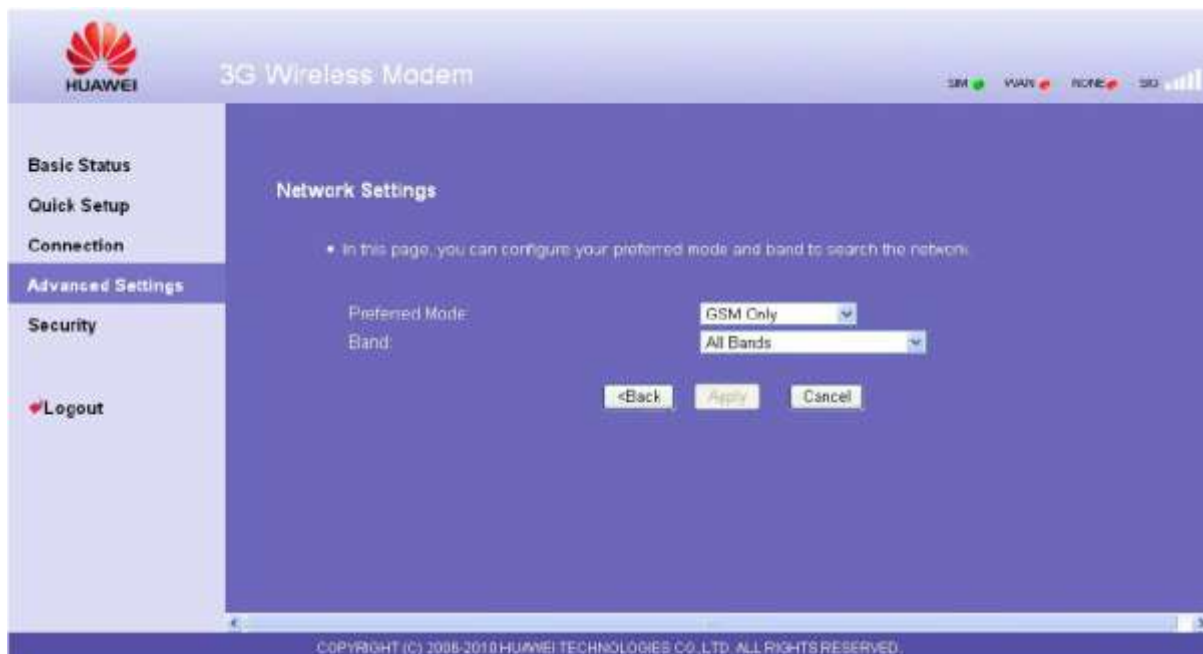 HUAWEI
3G Wireless Modem
SIM WAN NONE SIG
Basic Status
Quick Setup
Connection
Advanced Settings
Security
Logout
Network Settings
In this page, you can configure your preferred mode and band to search the network.
Preferred Mode: GSM Only
Band: All Bands
<Back Apply Cancel
COPYRIGHT (C) 2006-2010 HUAWEI TECHNOLOGIES CO.,LTD. ALL RIGHTS RESERVED.